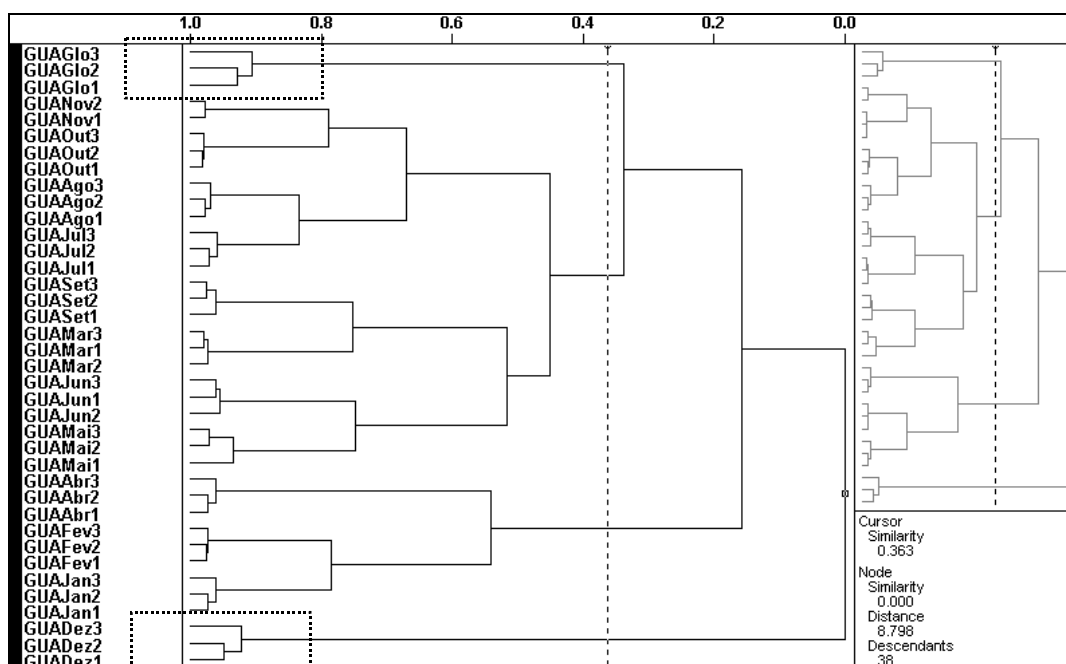 1.0 0.8 0.6 0.4 0.2 0.0
GUAGlo3
GUAGlo2
GUAGlo1
GUANov2
GUANov1
GUAOut3
GUAOut2
GUAOut1
GUAAgo3
GUAAgo2
GUAAgo1
GUAJul3
GUAJul2
GUAJul1
GUASet3
GUASet2
GUASet1
GUAMar3
GUAMar1
GUAMar2
GUAJun3
GUAJun1
GUAJun2
GUAMai3
GUAMai2
GUAMai1
GUAAbr3
GUAAbr2
GUAAbr1
GUAFev3
GUAFev2
GUAFev1
GUAJan3
GUAJan2
GUAJan1
GUADez3
GUADez2
GUADez1
Cursor
Similarity
0.363
Node
Similarity
0.000
Distance
8.798
Descendants
38